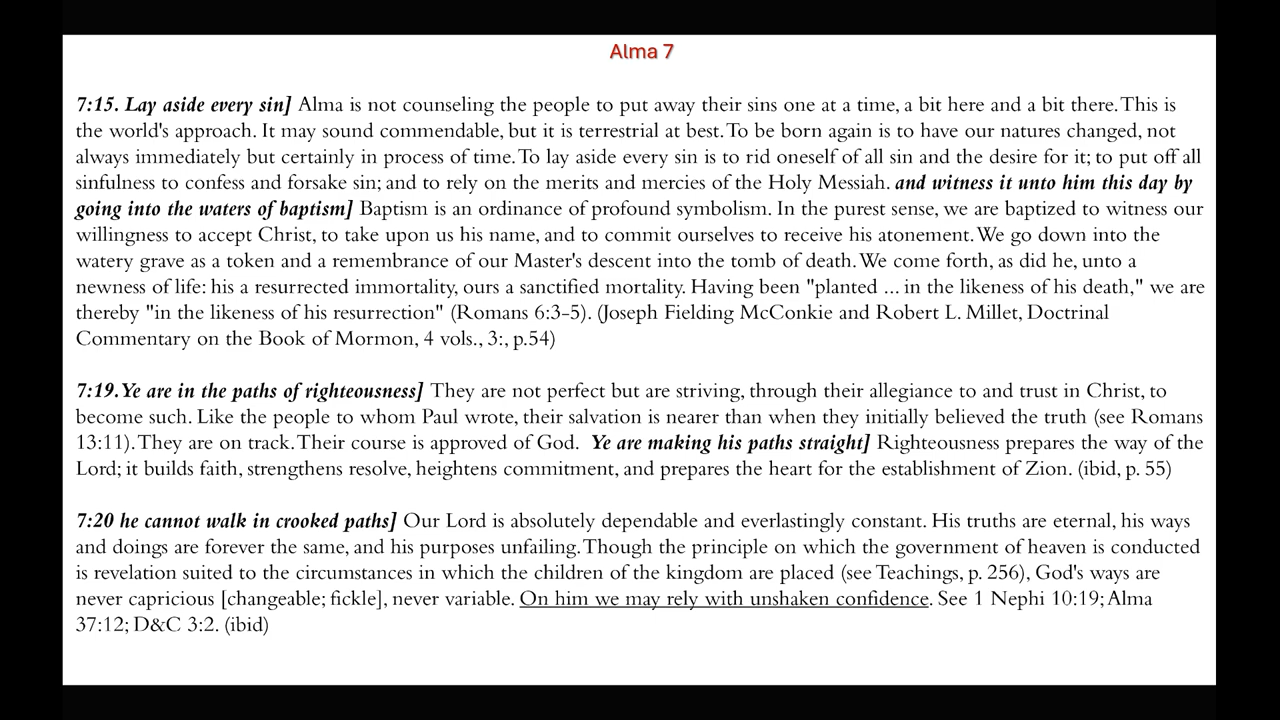 Alma 7
7:15. Lay aside every sin] Alma is not counseling the people to put away their sins one at a time, a bit here and a bit there. This is
the world's approach. It may sound commendable, but it is terrestrial at best. To be born again is to have our natures changed, not
always immediately but certainly in process of time. To lay aside every sin is to rid oneself of all sin and the desire for it; to put off all
sinfulness to confess and forsake sin; and to rely on the merits and mercies of the Holy Messiah. and witness it unto him this day by
going into the waters of baptism] Baptism is an ordinance of profound symbolism. In the purest sense, we are baptized to witness our
willingness to accept Christ, to take upon us his name, and to commit ourselves to receive his atonement. We go down into the
watery grave as a token and a remembrance of our Master's descent into the tomb of death. We come forth, as did he, unto a
newness of life: his a resurrected immortality, ours a sanctified mortality. Having been "planted ... in the likeness of his death," we are
thereby "in the likeness of his resurrection" (Romans 6:3-5). (Joseph Fielding McConkie and Robert L. Millet, Doctrinal
Commentary on the Book of Mormon, 4 vols., 3:, p.54)
7:19. Ye are in the paths of righteousness] They are not perfect but are striving, through their allegiance to and trust in Christ, to
become such. Like the people to whom Paul wrote, their salvation is nearer than when they initially believed the truth (see Romans
13:11). They are on track. Their course is approved of God. Ye are making his paths straight] Righteousness prepares the way of the
Lord; it builds faith, strengthens resolve, heightens commitment, and prepares the heart for the establishment of Zion. (ibid, p. 55)
7:20 he cannot walk in crooked paths] Our Lord is absolutely dependable and everlastingly constant. His truths are eternal, his ways
and doings are forever the same, and his purposes unfailing. Though the principle on which the government of heaven is conducted
is revelation suited to the circumstances in which the children of the kingdom are placed (see Teachings, p. 256), God's ways are
never capricious [changeable; fickle], never variable. On him we may rely with unshaken confidence. See 1 Nephi 10:19; Alma
37:12; D&C 3:2. (ibid)